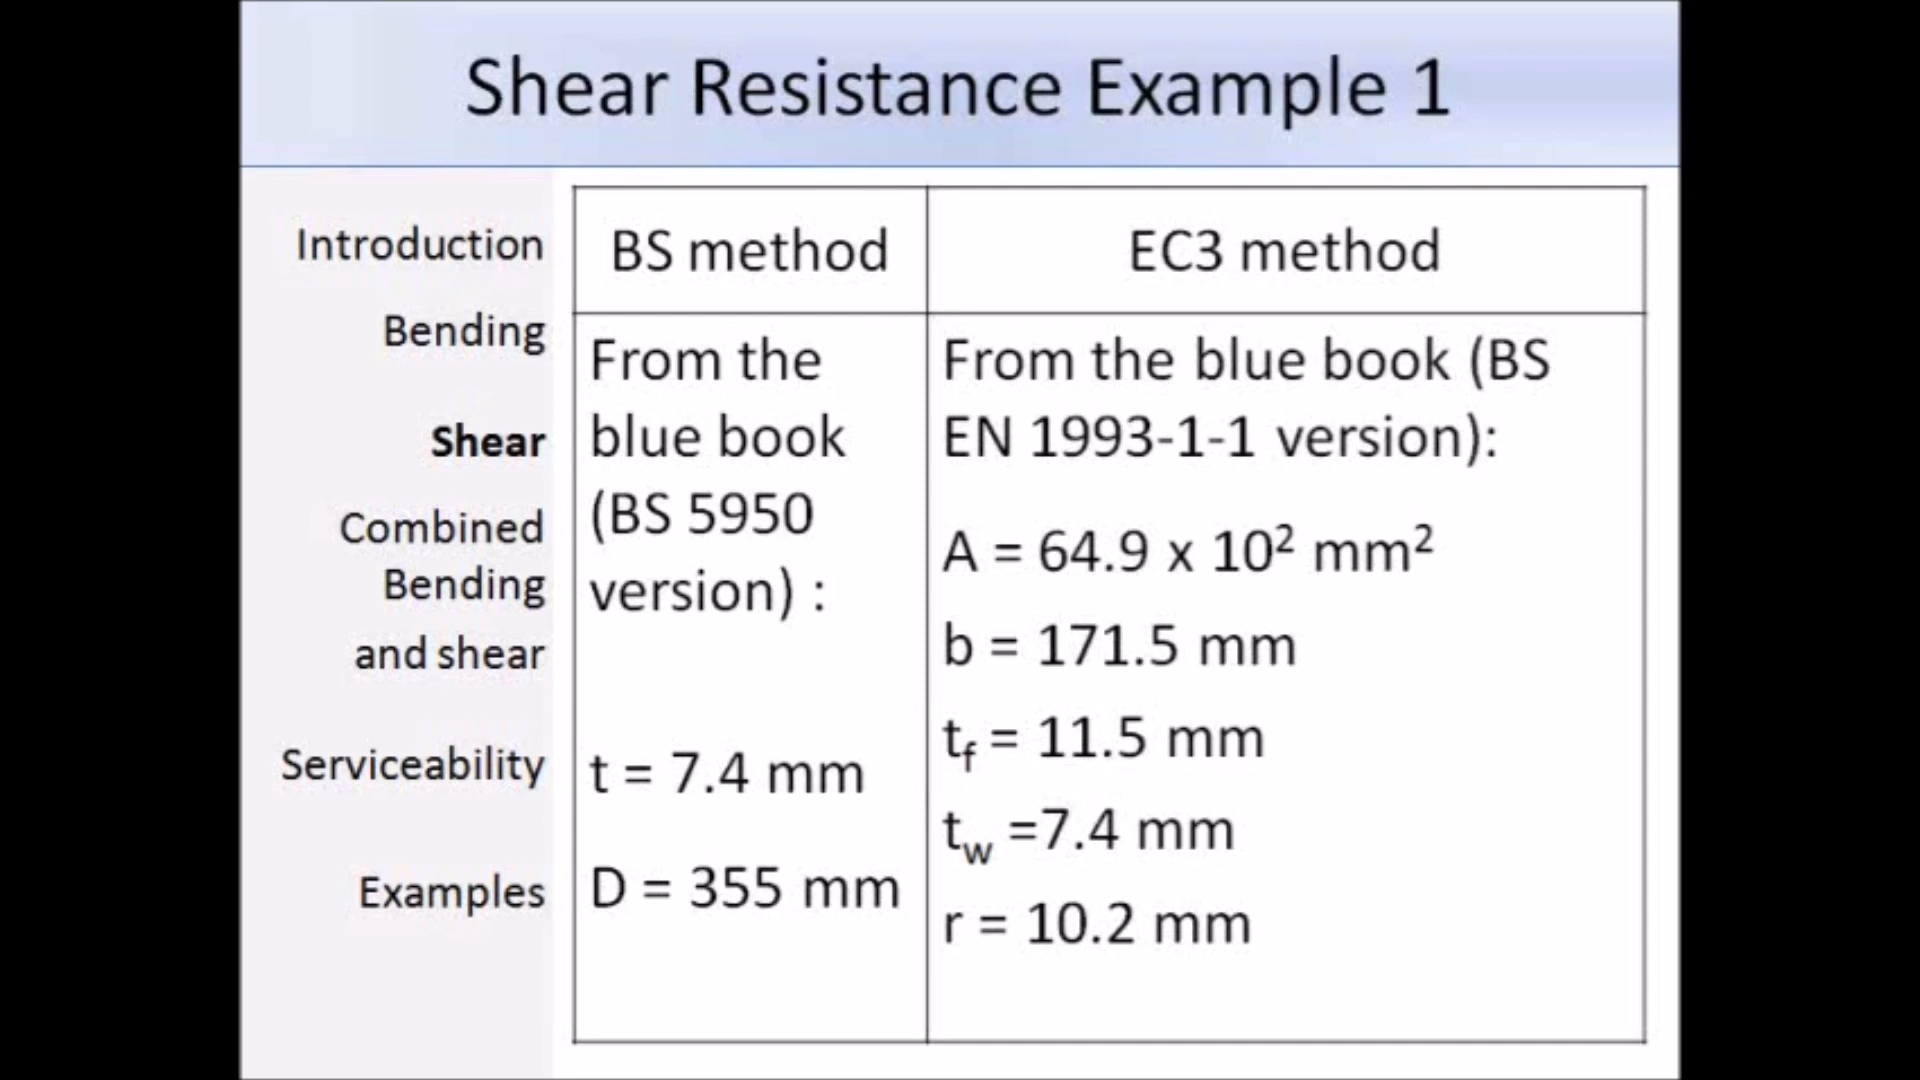 Shear Resistance Example 1
Introduction
Bending
Shear
Combined
Bending
and shear
Serviceability
Examples
BS method
From the
blue book
(BS 5950
version) :
t = 7.4 mm
D = 355 mm
EC3 method
From the blue book (BS
EN 1993-1-1 version):
A = 64.9 x 10² mm²
b = 171.5 mm
t_f = 11.5 mm
t_w =7.4 mm
r = 10.2 mm